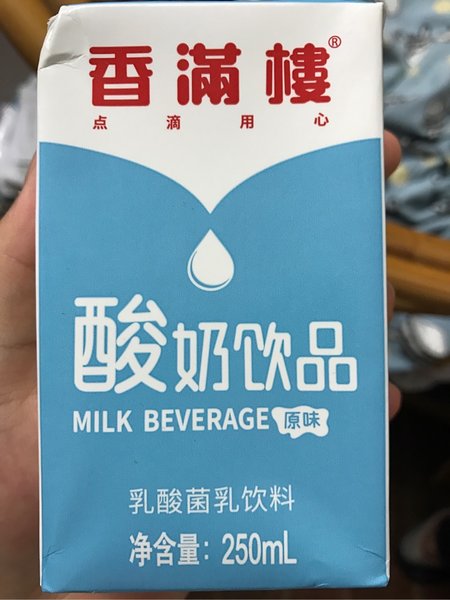 香滿樓®
点滴用心
酸奶饮品
MILK BEVERAGE 原味
乳酸菌乳饮料
净含量：250mL